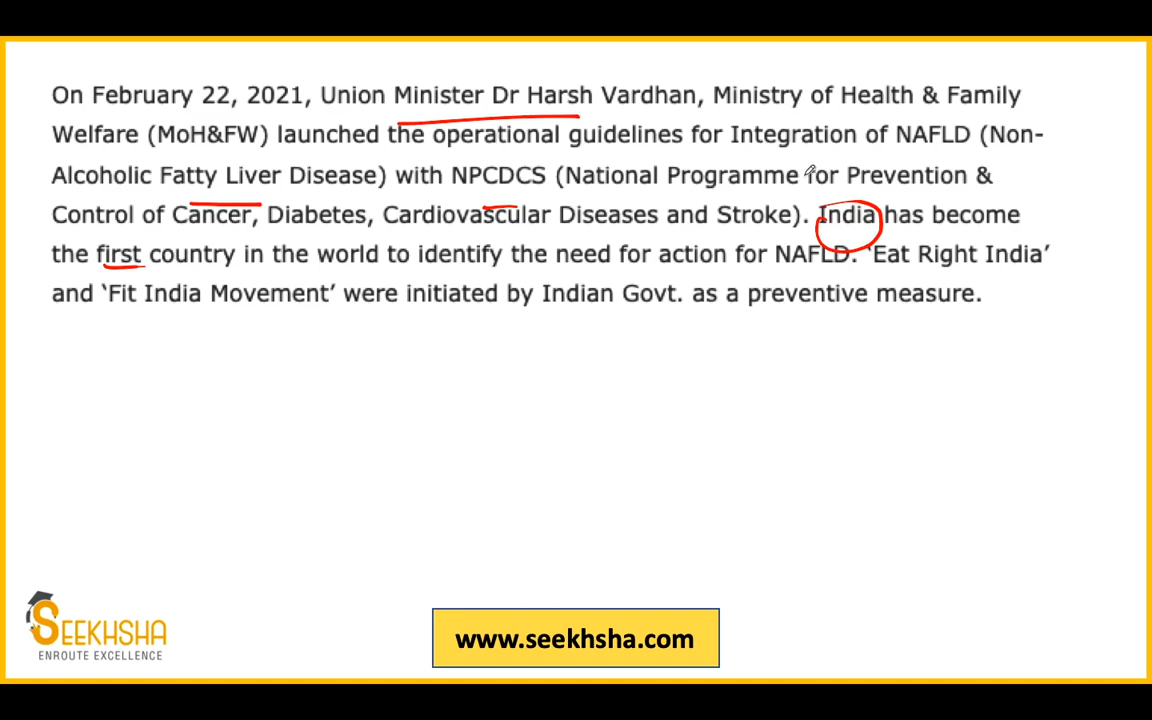 On February 22, 2021, Union Minister Dr Harsh Vardhan, Ministry of Health & Family
Welfare (MoH&FW) launched the operational guidelines for Integration of NAFLD (Non-
Alcoholic Fatty Liver Disease) with NPCDCS (National Programme for Prevention &
Control of Cancer, Diabetes, Cardiovascular Diseases and Stroke). India has become
the first country in the world to identify the need for action for NAFLD. ‘Eat Right India’
and ‘Fit India Movement’ were initiated by Indian Govt. as a preventive measure.
SEEKHSHA
ENROUTE EXCELLENCE
www.seekhsha.com